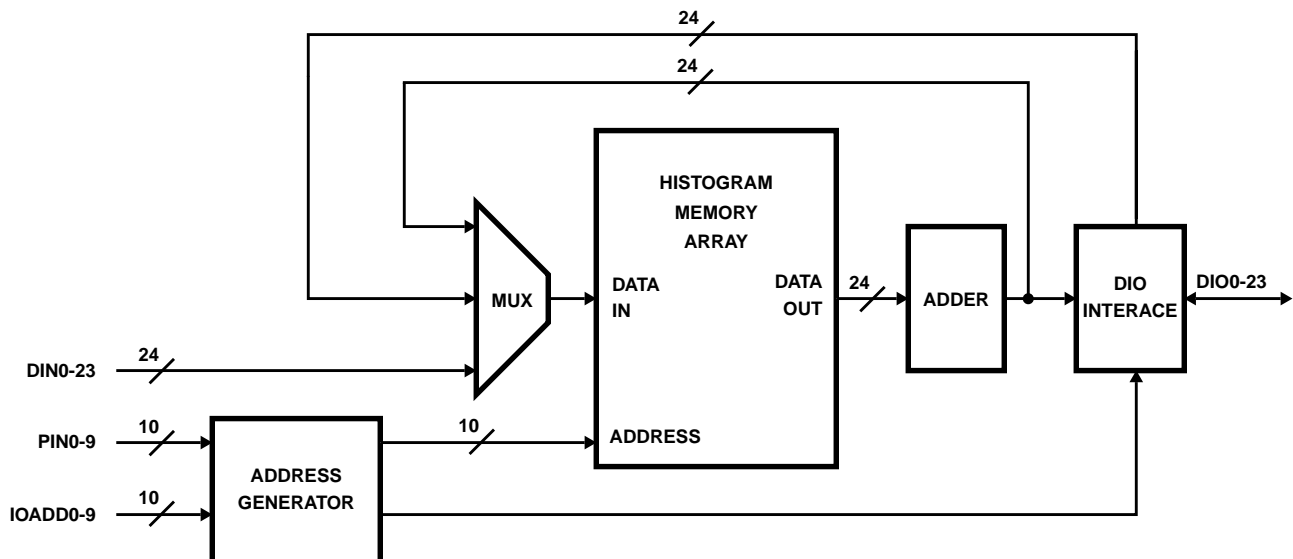 24
24
HISTOGRAM
MEMORY
ARRAY
MUX
DATA
IN
DATA
OUT
24
ADDER
DIO
INTERACE
DIO0-23
DIN0-23
24
PIN0-9
10
10
ADDRESS
ADDRESS
GENERATOR
IOADD0-9
10